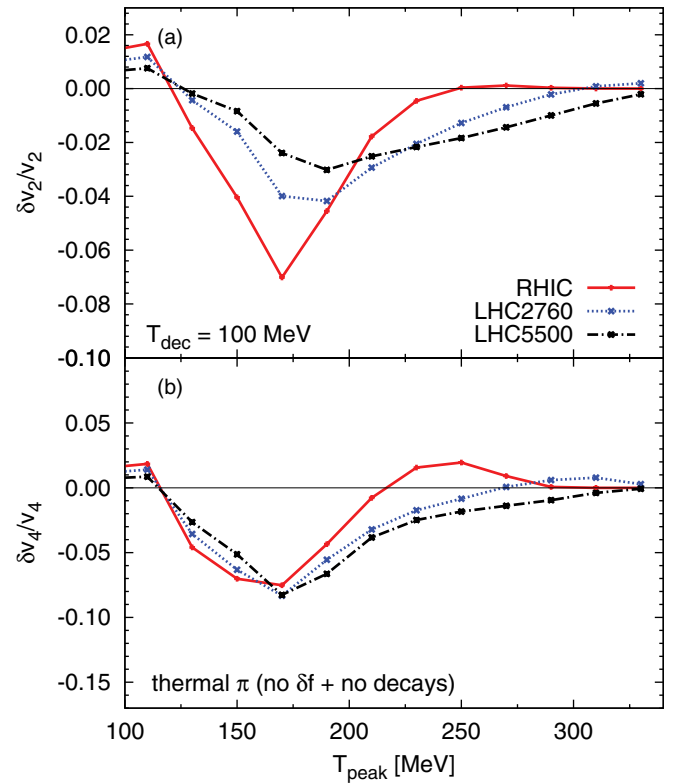 0.02
(a)
0.00
-0.02
-0.04
-0.06
-0.08
-0.10
δv₂/v₂
RHIC
LHC2760
LHC5500
T_dec = 100 MeV
(b)
0.05
0.00
-0.05
-0.10
-0.15
δv₄/v₄
thermal π (no δf + no decays)
100 150 200 250 300
T_peak [MeV]